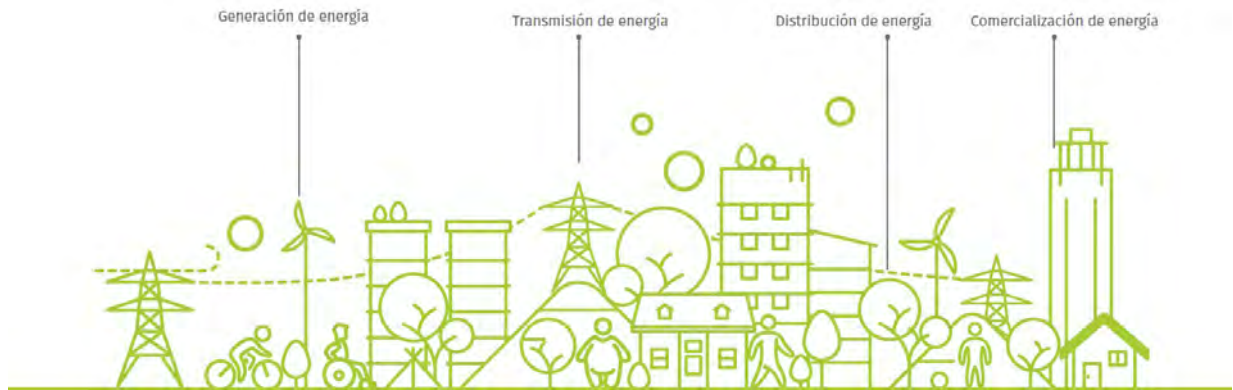 Generación de energía
Transmisión de energía
Distribución de energía
Comercialización de energía